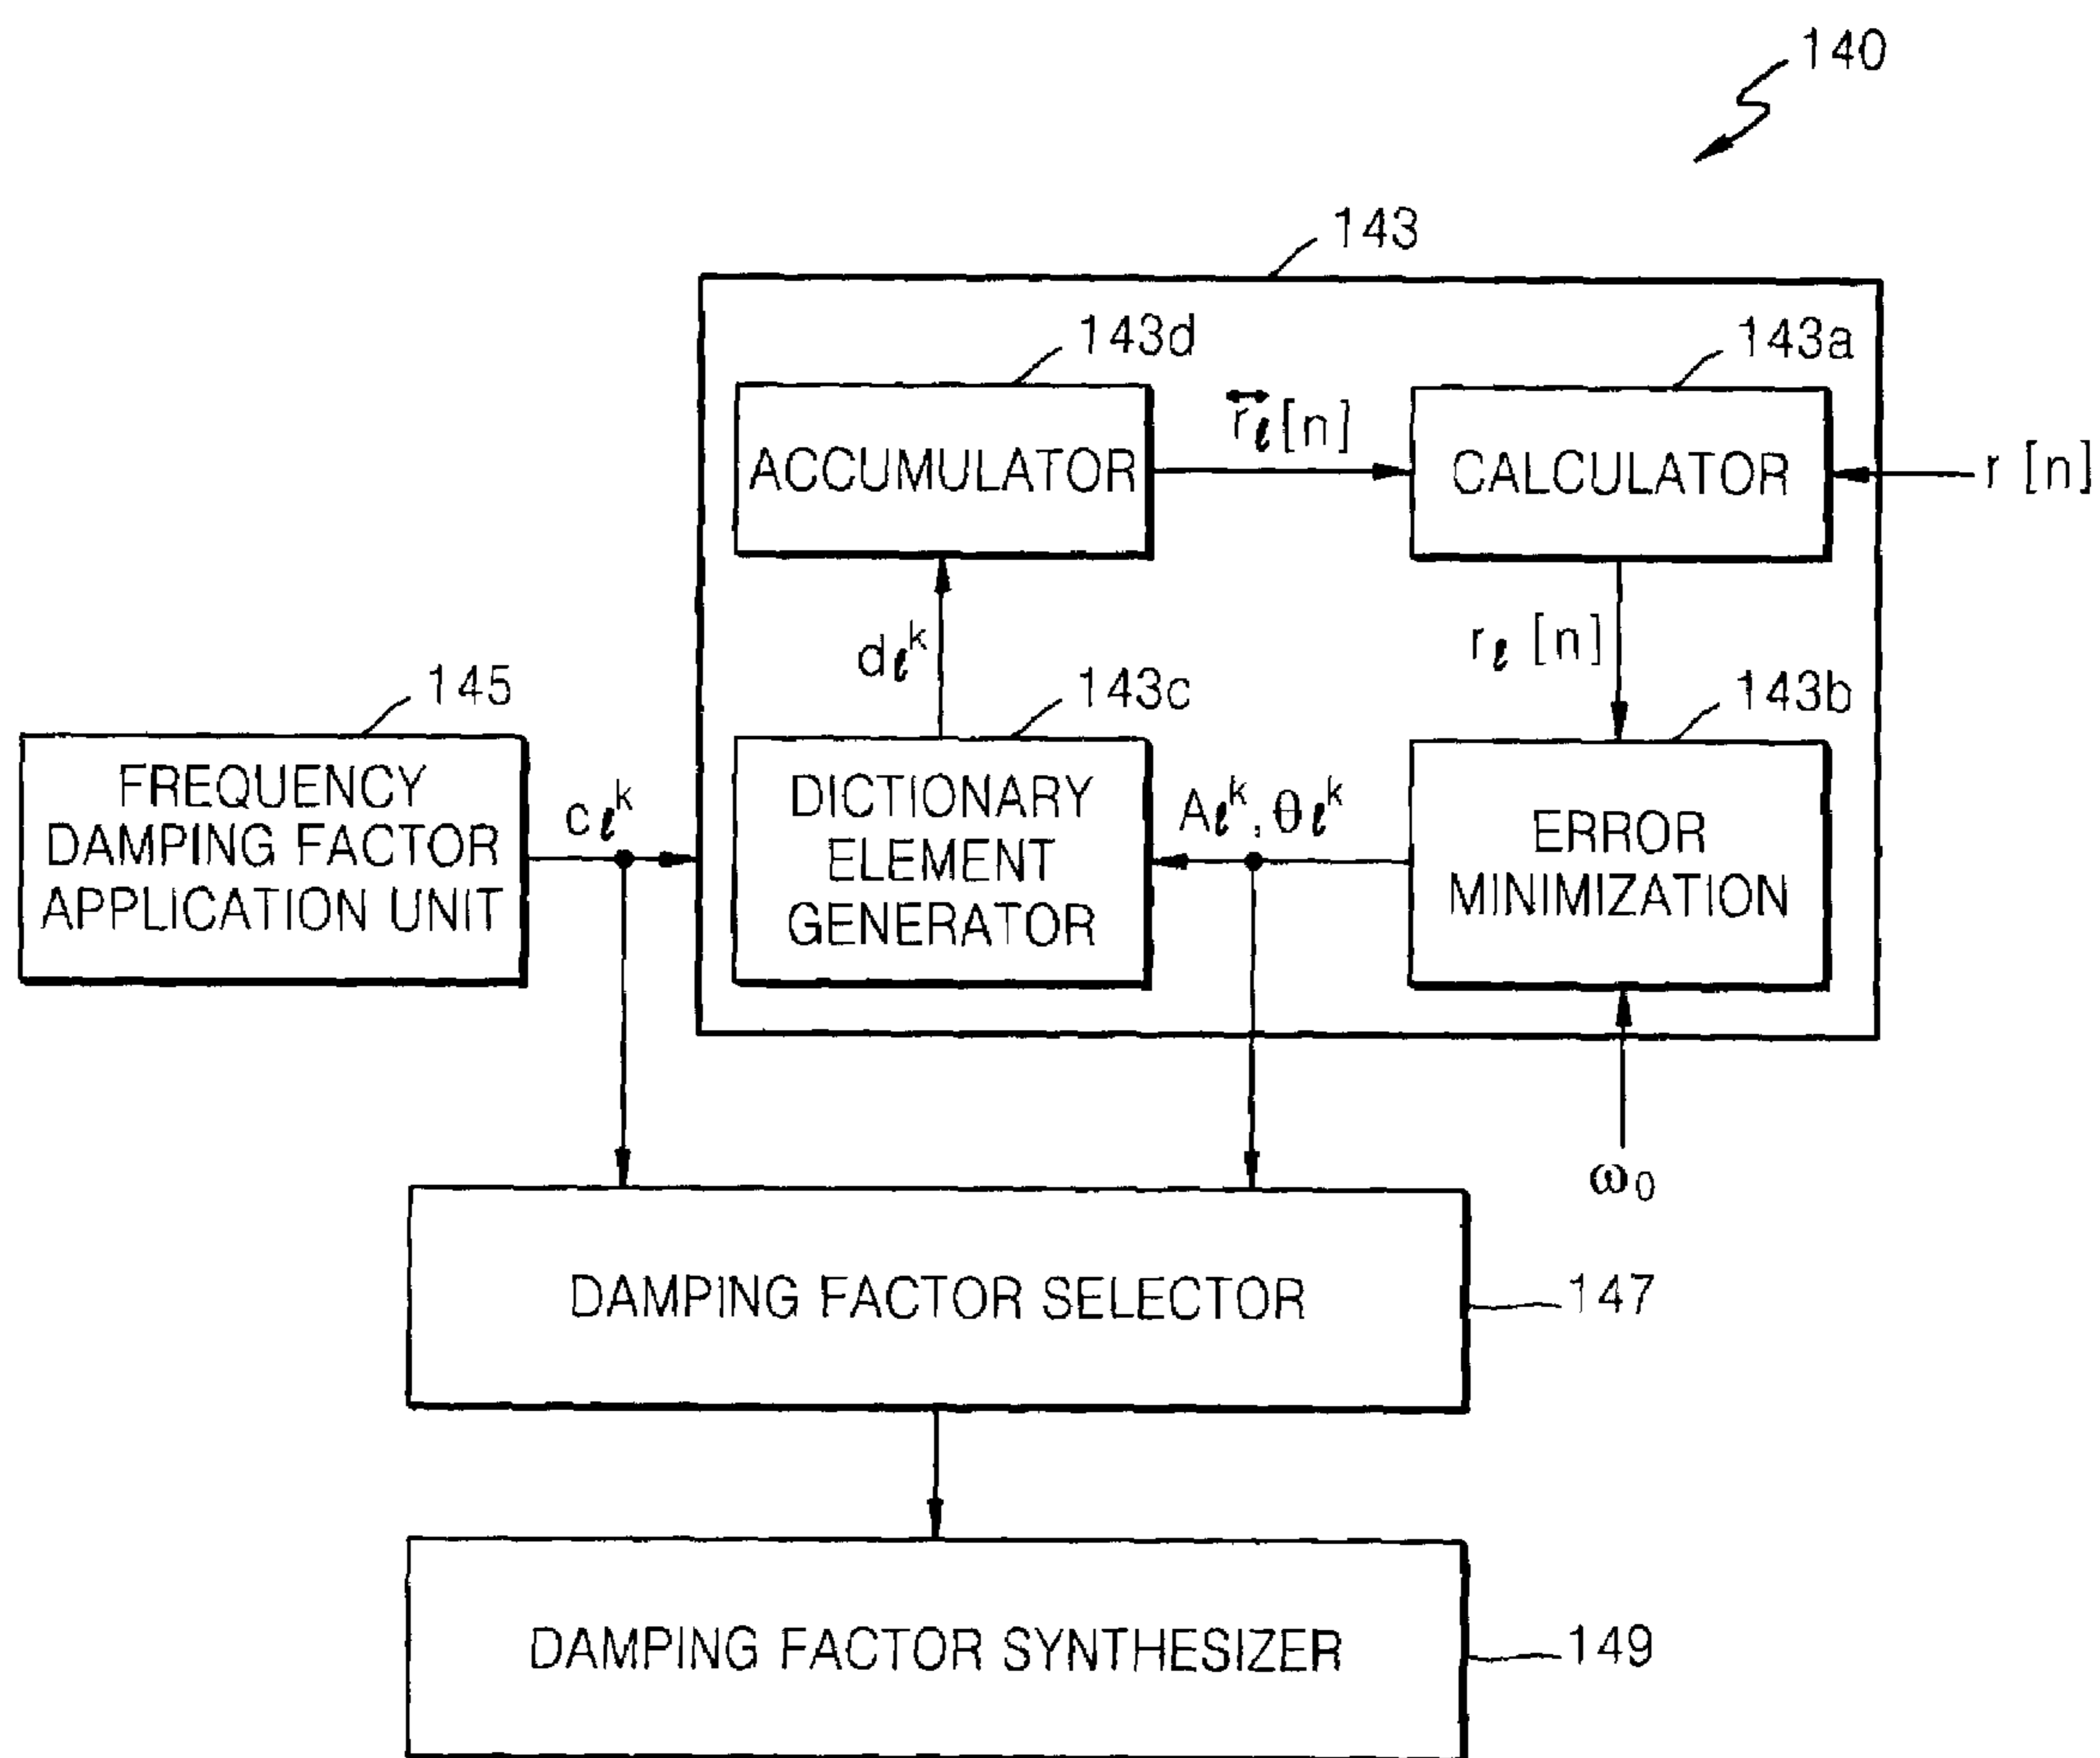 140
143
143d
143a
ACCUMULATOR
r⃡ℓ[n]
CALCULATOR
r [n]
dℓᵏ
rℓ [n]
145
143c
143b
FREQUENCY
DAMPING FACTOR
APPLICATION UNIT
cℓᵏ
DICTIONARY
ELEMENT
GENERATOR
Aℓᵏ, θℓᵏ
ERROR
MINIMIZATION
ω₀
DAMPING FACTOR SELECTOR
147
DAMPING FACTOR SYNTHESIZER
149